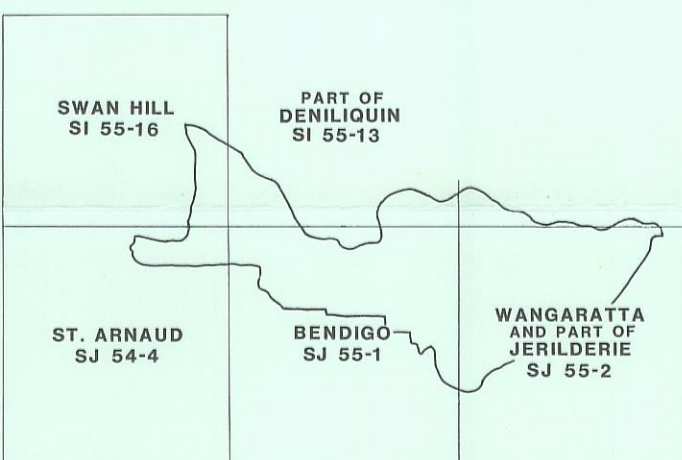 SWAN HILL
SI 55-16
PART OF
DENILIQUIN
SI 55-13
ST. ARNAUD
SJ 54-4
BENDIGO
SJ 55-1
WANGARATTA
AND PART OF
JERILDERIE
SJ 55-2